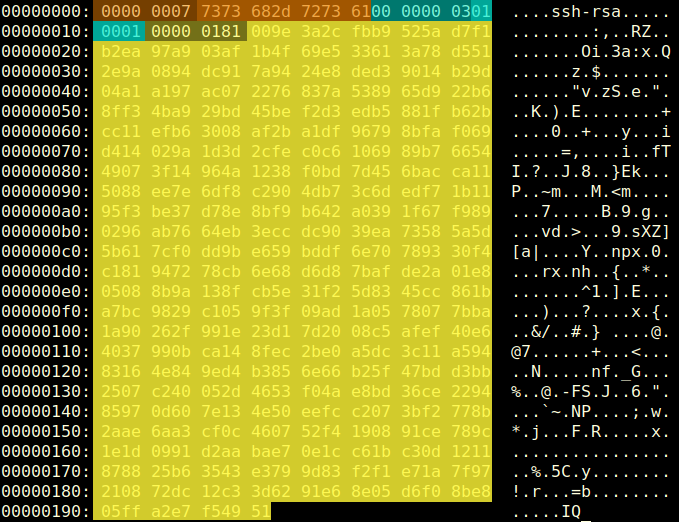 00000000: 0000 0007 7373 682d 7273 6100 0000 0301 ....ssh-rsa.....
00000010: 0001 0000 0181 009e 3a2c fbb9 525a d7f1 ........:,..RZ..
00000020: b2ea 97a9 03af 1b4f 69e5 3361 3a78 d551 .......Oi.3a:x.Q
00000030: 2e9a 0894 dc91 7a94 24e8 ded3 9014 b29d ......z.$.......
00000040: 04a1 a197 ac07 2276 837a 5389 65d9 22b6 ......"v.zS.e.".
00000050: 8ff3 4ba9 29bd 45be f2d3 edb5 881f b62b ..K.).E........+
00000060: cc11 efb6 3008 af2b a1df 9679 8bfa f069 ....0..+...y...i
00000070: d414 029a 1d3d 2cfe c0c6 1069 89b7 6654 .....=,....i..fT
00000080: 4907 3f14 964a 1238 f0bd 7d45 6bac ca11 I.?..J.8..}Ek...
00000090: 5088 ee7e 6df8 c290 4db7 3c6d edf7 1b11 P..~m...M.<m....
000000a0: 95f3 be37 d78e 8bf9 b642 a039 1f67 f989 ...7.....B.9.g..
000000b0: 0296 ab76 64eb 3ecc dc90 39ea 7358 5a5d ...vd.>...9.sXZ]
000000c0: 5b61 7cf0 dd9b e659 bddf 6e70 7893 30f4 [a|....Y..npx.0.
000000d0: c181 9472 78cb 6e68 d6d8 7baf de2a 01e8 ...rx.nh..{..*..
000000e0: 0508 8b9a 138f cb5e 31f2 5d83 45cc 861b .......^1.].E...
000000f0: a7bc 9829 c105 9f3f 09ad 1a05 7807 7bba ...)...?....x.{.
00000100: 1a90 262f 991e 23d1 7d20 08c5 afef 40e6 ..&/..#.} ....@.
00000110: 4037 990b ca14 8fec 2be0 a5dc 3c11 a594 @7......+...<...
00000120: 8316 4e84 9ed4 b385 6e66 b25f 47bd d3bb ..N.....nf._G...
00000130: 2507 c240 052d 4653 f04a e8bd 36ce 2294 %..@.-FS.J..6.".
00000140: 8597 0d60 7e13 4e50 eefc c207 3bf2 778b ...`~.NP....;.w.
00000150: 2aae 6aa3 cf0c 4607 52f4 1908 91ce 789c *.j...F.R.....x.
00000160: 1e1d 0991 d2aa bae7 0e1c c61b c30d 1211 ................
00000170: 8788 25b6 3543 e379 9d83 f2f1 e71a 7f97 ..%.5C.y........
00000180: 2108 72dc 12c3 3d62 91e6 8e05 d6f0 8be8 !.r...=b........
00000190: 05ff a2e7 f549 51 .....IQ_